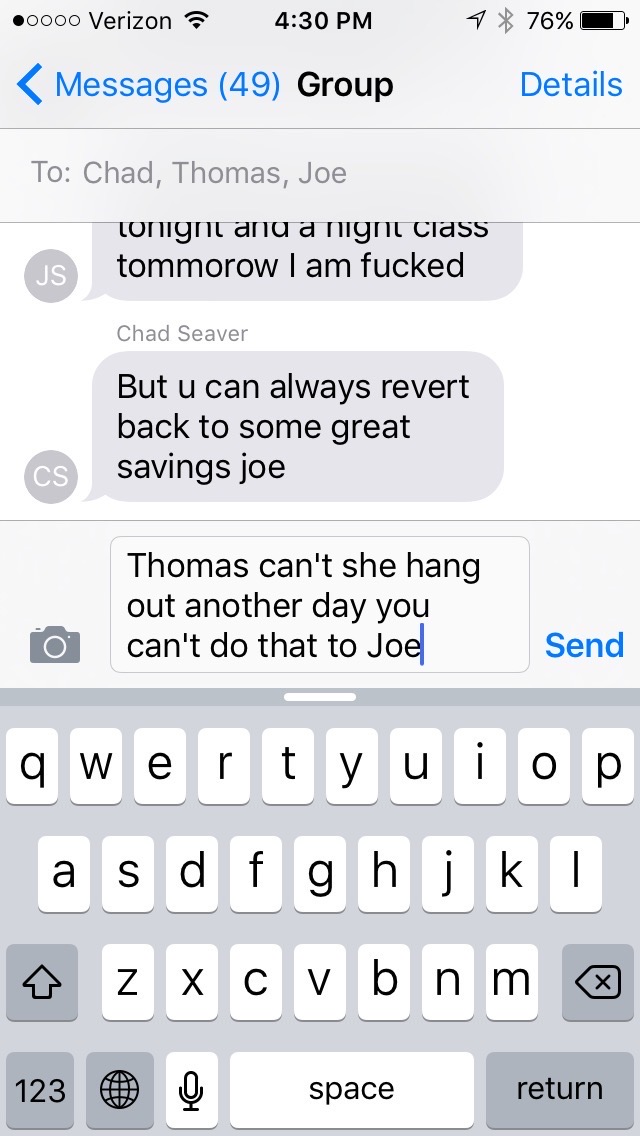 Verizon 4:30 PM 76%
Messages (49) Group Details
To: Chad, Thomas, Joe
tonight and a night class
tommorow I am fucked
JS
Chad Seaver
But u can always revert
back to some great
savings joe
CS
Thomas can't she hang
out another day you
can't do that to Joe
Send
q w e r t y u i o p
a s d f g h j k l
z x c v b n m
123 space return